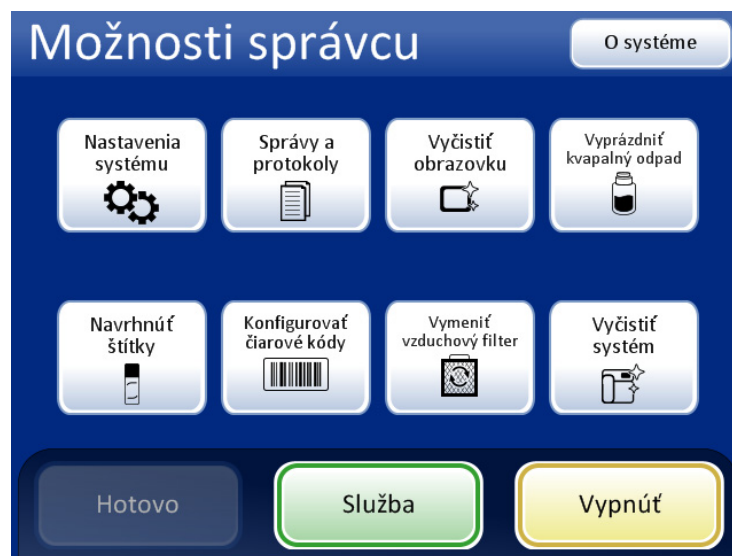 Možnosti správcu
O systéme
Nastavenia
systému
Správy a
protokoly
Vyčistiť
obrazovku
Vyprázdniť
kvapalný odpad
Navrhnúť
štítky
Konfigurovať
čiarové kódy
Vymeniť
vzduchový filter
Vyčistiť
systém
Hotovo
Služba
Vypnúť